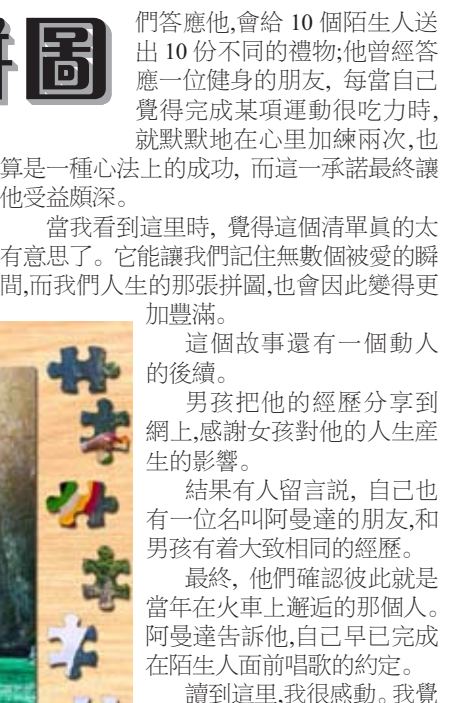 拼圖
們答應他,會給 10 個陌生人送
出 10 份不同的禮物;他曾經答
應一位健身的朋友, 每當自己
覺得完成某項運動很吃力時,
就默默地在心里加練兩次,也
算是一種心法上的成功, 而這一承諾最終讓
他受益頗深。
當我看到這里時, 覺得這個清單眞的太
有意思了。它能讓我們記住無數個被愛的瞬
間,而我們人生的那張拼圖,也會因此變得更
加豐滿。
這個故事還有一個動人
的後續。
男孩把他的經歷分享到
網上,感謝女孩對他的人生産
生的影響。
結果有人留言説, 自己也
有一位名叫阿曼達的朋友,和
男孩有着大致相同的經歷。
最終, 他們確認彼此就是
當年在火車上邂逅的那個人。
阿曼達告訴他,自己早已完成
在陌生人面前唱歌的約定。
讀到這里,我很感動。我覺